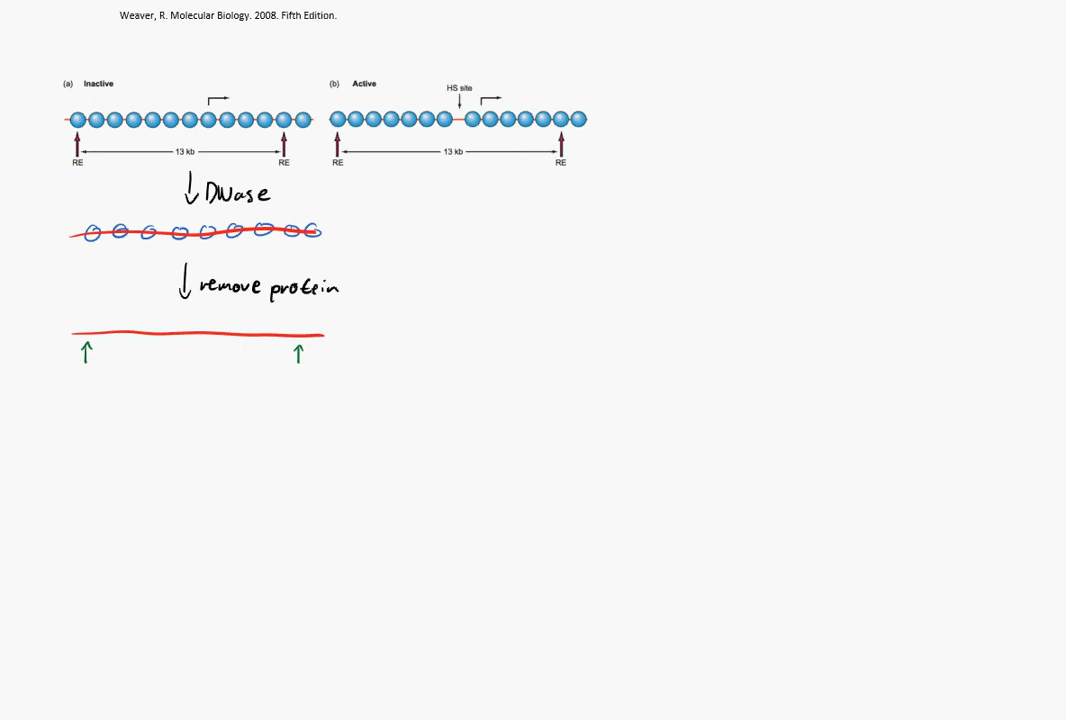 Weaver, R. Molecular Biology. 2008. Fifth Edition.
(a) Inactive
(b) Active
HS site
13 kb
RE
RE
13 kb
RE
RE
DNase
remove protein